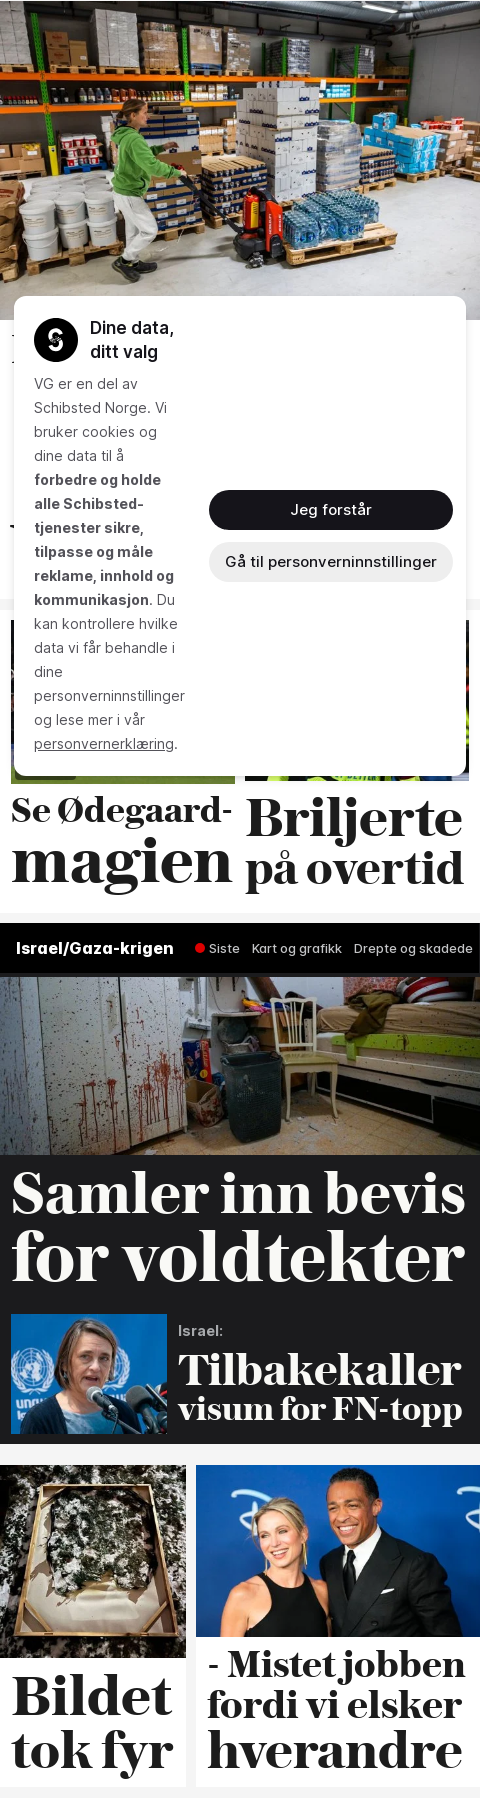 Dine data,
ditt valg
VG er en del av
Schibsted Norge. Vi
bruker cookies og
dine data til å
forbedre og holde
alle Schibsted-
tjenester sikre,
tilpasse og måle
reklame, innhold og
kommunikasjon. Du
kan kontrollere hvilke
data vi får behandle i
dine
personverninnstillinger
og lese mer i vår
personvernerklæring.
Jeg forstår
Gå til personverninnstillinger
Se Ødegaard-
magien
Briljerte
på overtid
Israel/Gaza-krigen
Siste Kart og grafikk Drepte og skadede
Samler inn bevis
for voldtekter
Israel:
Tilbakekaller
visum for FN-topp
Bildet
tok fyr
- Mistet jobben
fordi vi elsker
hverandre